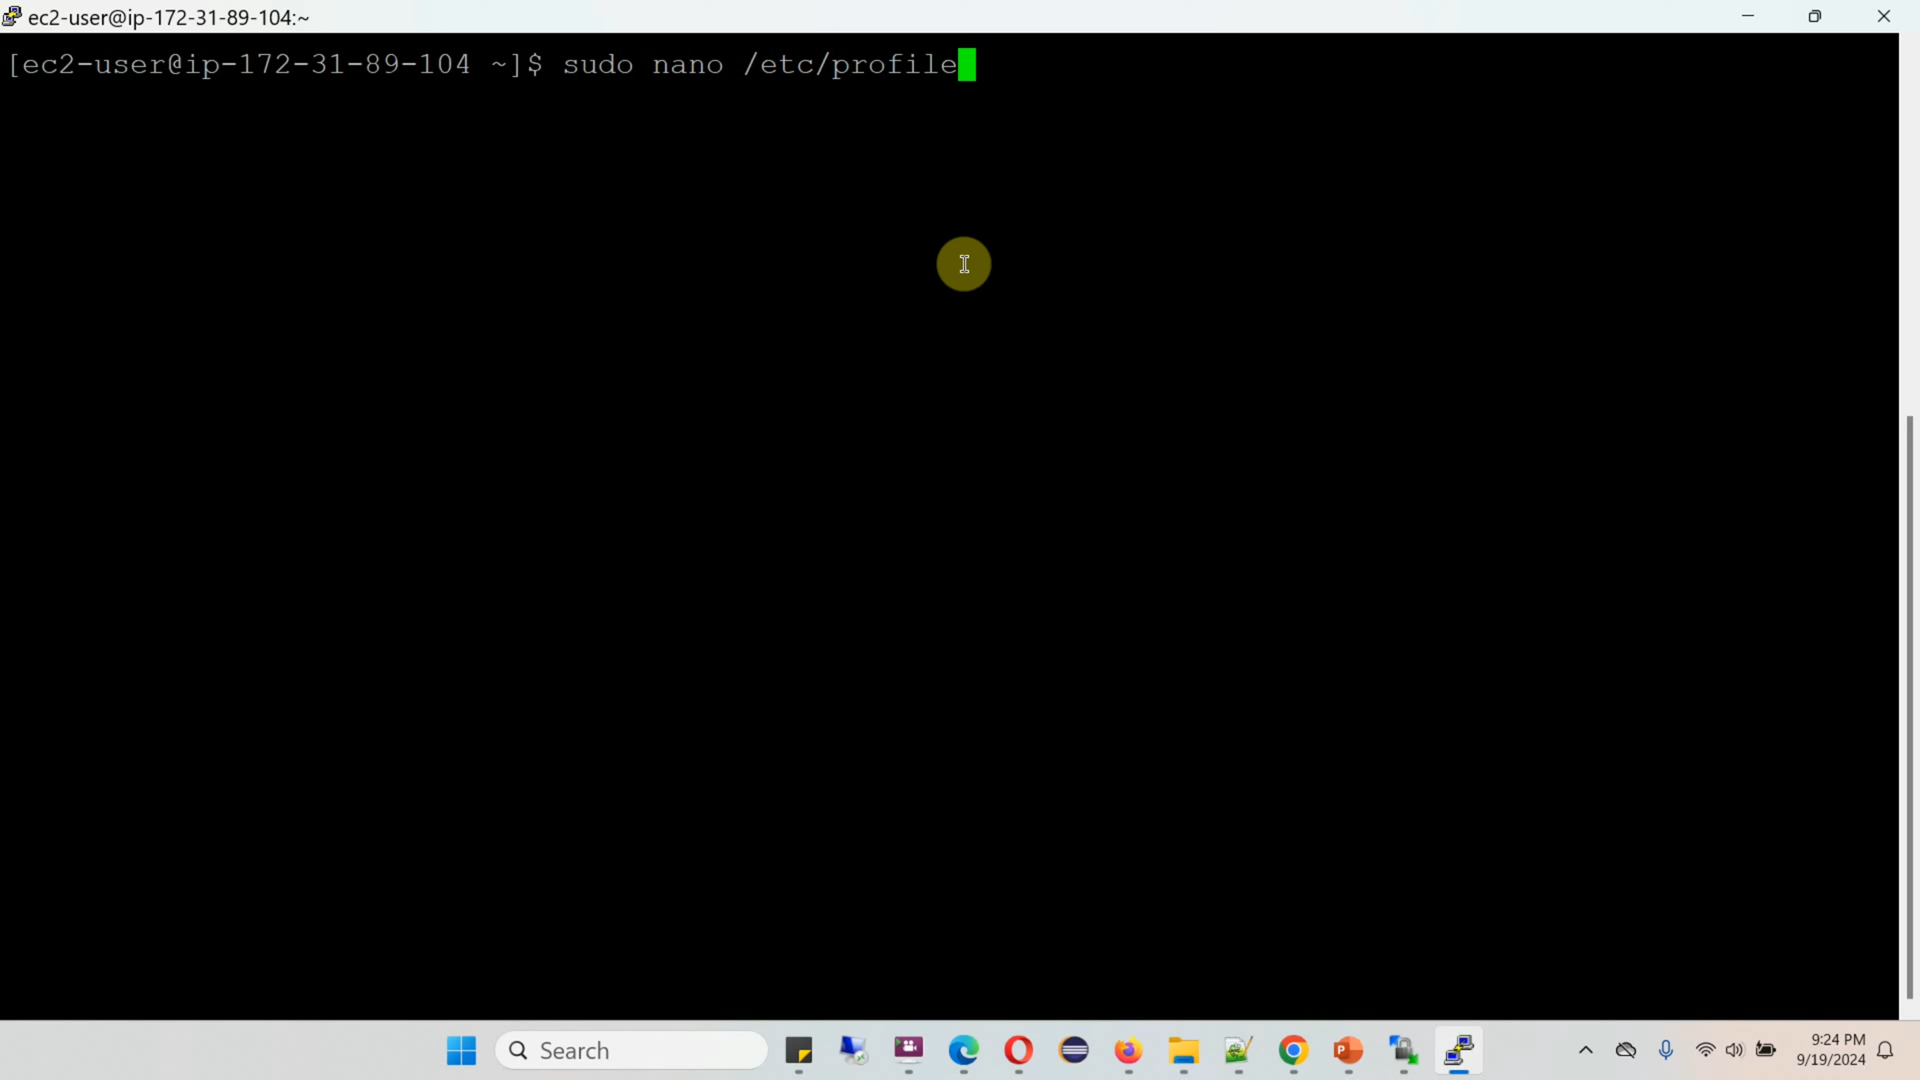 ec2-user@ip-172-31-89-104:~
[ec2-user@ip-172-31-89-104 ~]$ sudo nano /etc/profile
Search
9:24 PM
9/19/2024